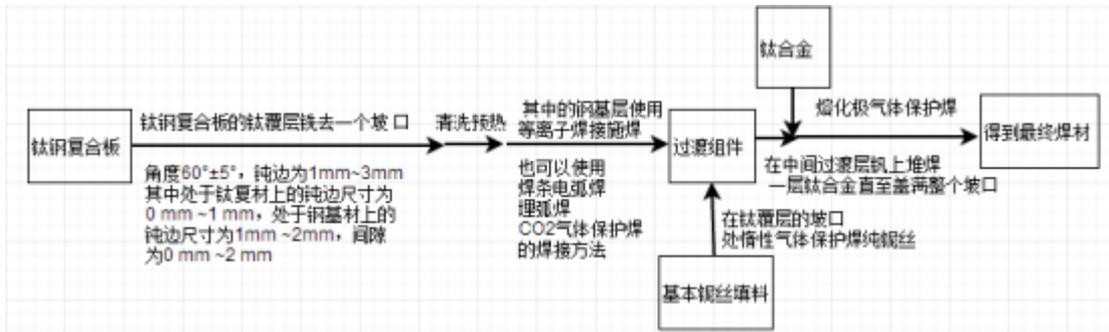 钛合金
钛钢复合板的钛覆层铣去一个坡口
清洗预热
其中的钢基层使用
等离子焊接施焊
熔化极气体保护焊
钛钢复合板
过渡组件
得到最终焊材
角度60°±5°，钝边为1mm~3mm
其中处于钛复材上的钝边尺寸为
0 mm ~1 mm，处于钢基材上的
钝边尺寸为1mm ~2mm，间隙
为0 mm ~2 mm
也可以使用
焊条电弧焊
埋弧焊
CO2气体保护焊
的焊接方法
在中间过渡层钒上堆焊
一层钛合金直至盖满整个坡口
在钛覆层的坡口
处惰性气体保护焊纯铌丝
基本铌丝填料